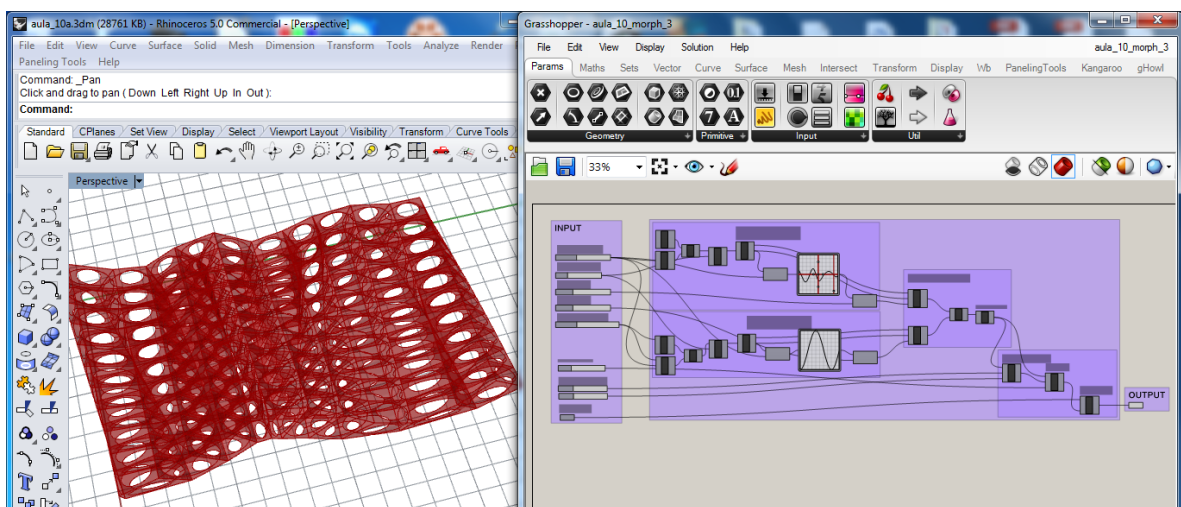 aula_10a.3dm (28761 KB) - Rhinoceros 5.0 Commercial - [Perspective]
File Edit View Curve Surface Solid Mesh Dimension Transform Tools Analyze Render
Paneling Tools Help
Command: _Pan
Click and drag to pan ( Down Left Right Up In Out ):
Command:
Standard CPlanes Set View Display Select Viewport Layout Visibility Transform Curve Tools
Perspective
Grasshopper - aula_10_morph_3
File Edit View Display Solution Help aula_10_morph_3
Params Maths Sets Vector Curve Surface Mesh Intersect Transform Display Wb PanelingTools Kangaroo gHowl
Geometry Primitive Input Util
33%
INPUT
OUTPUT